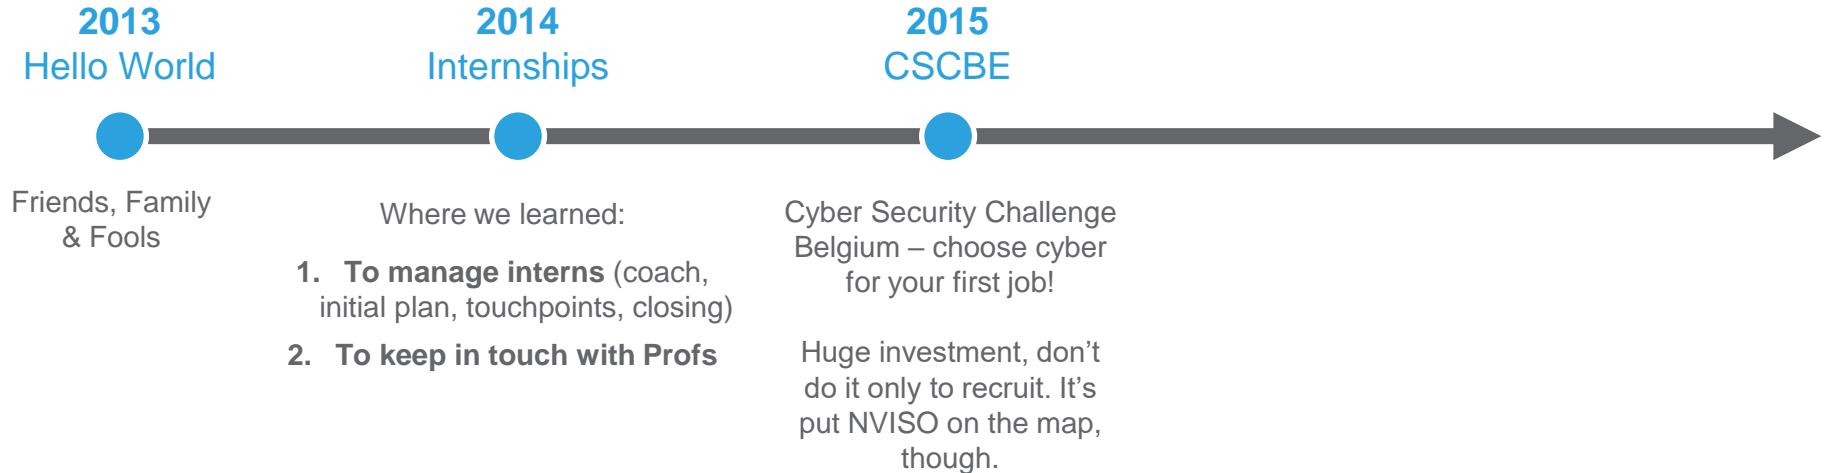 2013
Hello World
Friends, Family
& Fools
2014
Internships
Where we learned:
1. To manage interns (coach,
initial plan, touchpoints, closing)
2. To keep in touch with Profs
2015
CSCBE
Cyber Security Challenge
Belgium – choose cyber
for your first job!
Huge investment, don’t
do it only to recruit. It’s
put NVISO on the map,
though.